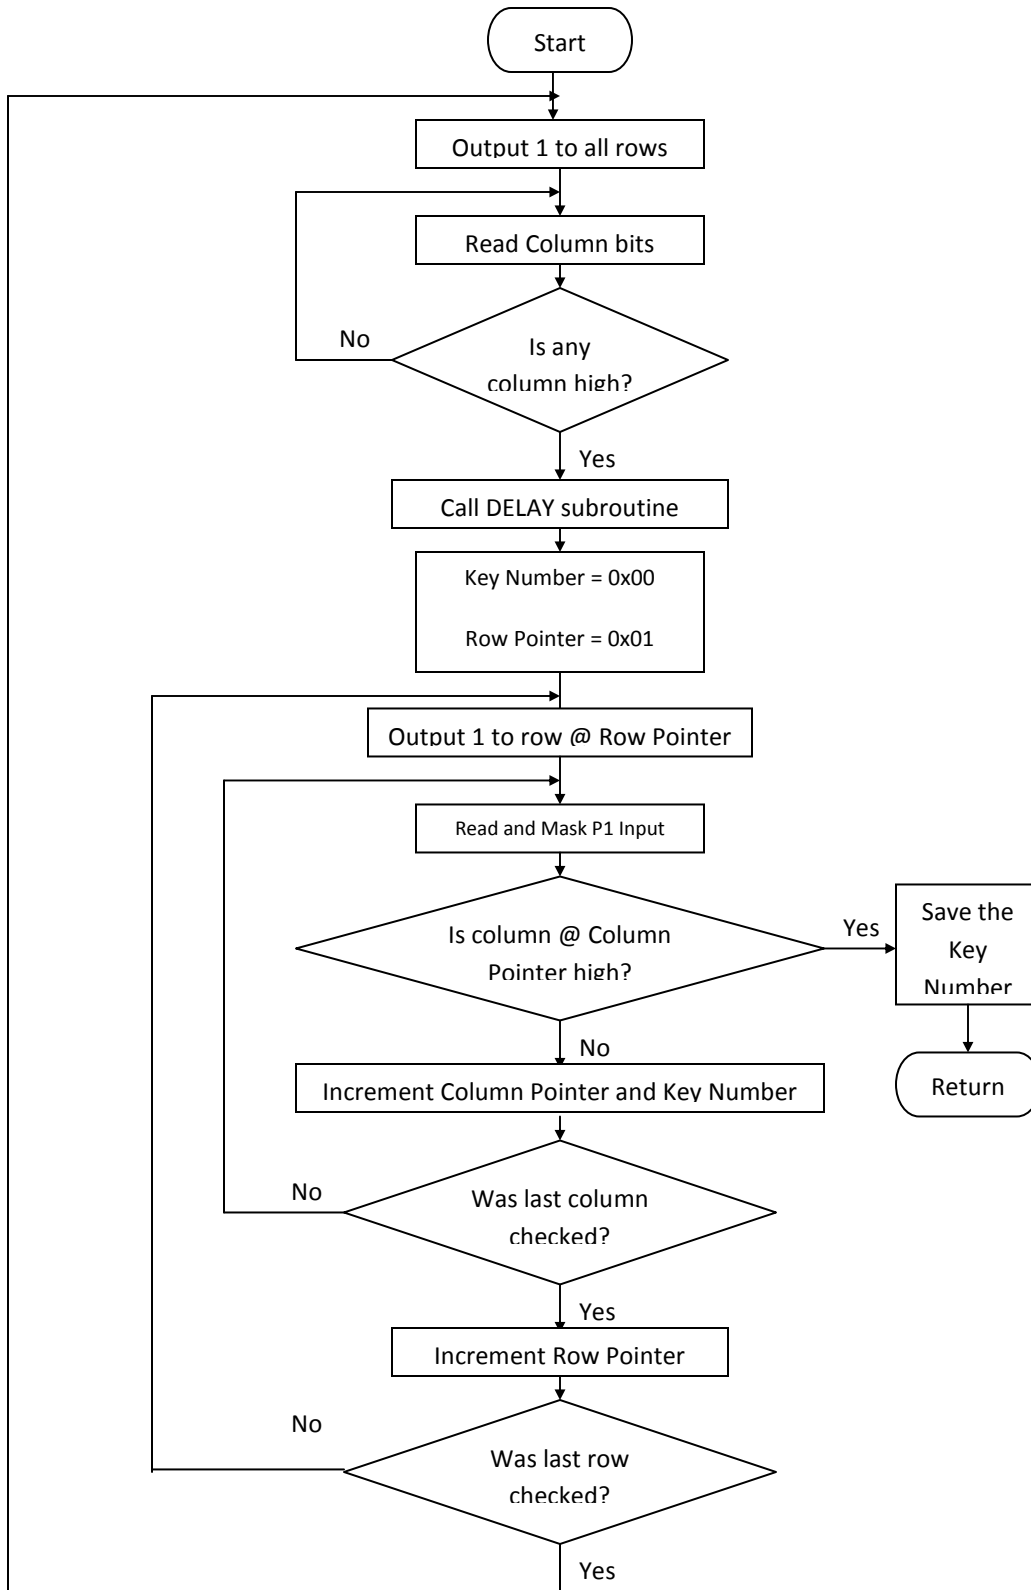 Start
Output 1 to all rows
Read Column bits
No
Is any
column high?
Yes
Call DELAY subroutine
Key Number = 0x00
Row Pointer = 0x01
Output 1 to row @ Row Pointer
Read and Mask P1 Input
Is column @ Column
Pointer high?
Yes
Save the
Key
Number
No
Return
Increment Column Pointer and Key Number
No
Was last column
checked?
Yes
Increment Row Pointer
No
Was last row
checked?
Yes